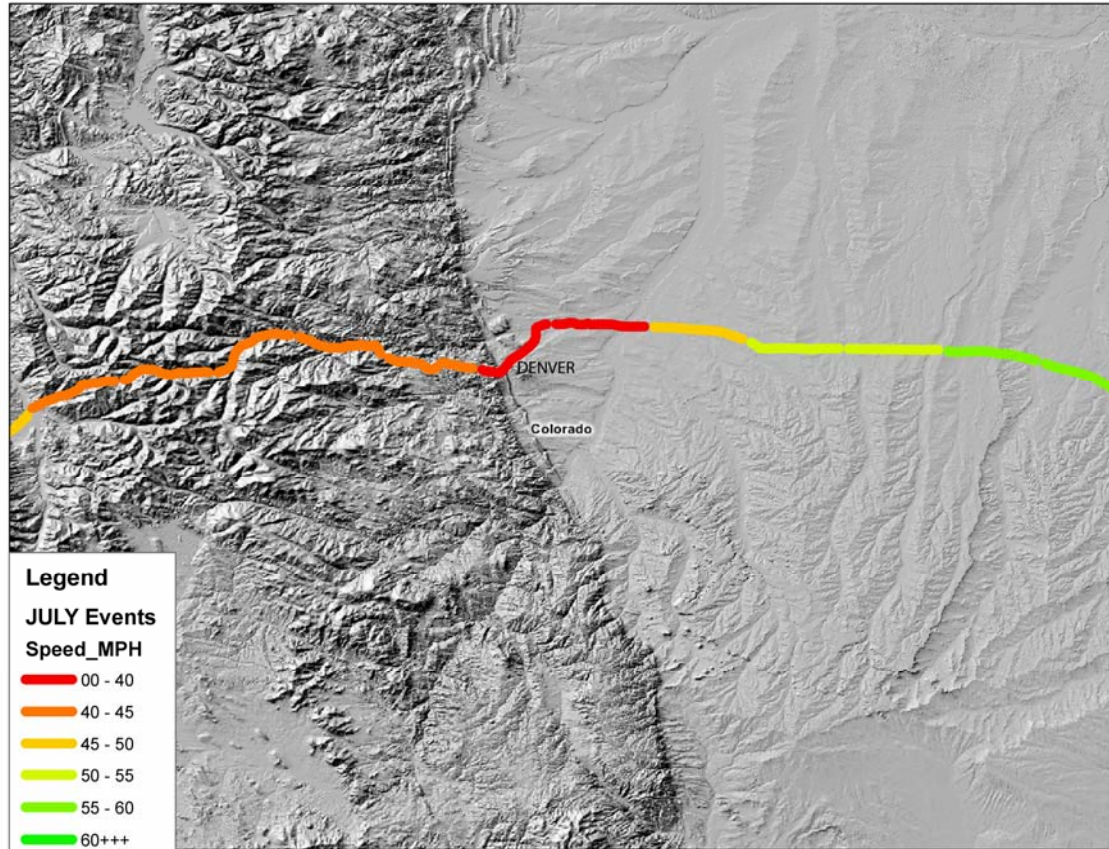 DENVER
Colorado
Legend
JULY Events
Speed_MPH
00 - 40
40 - 45
45 - 50
50 - 55
55 - 60
60+++